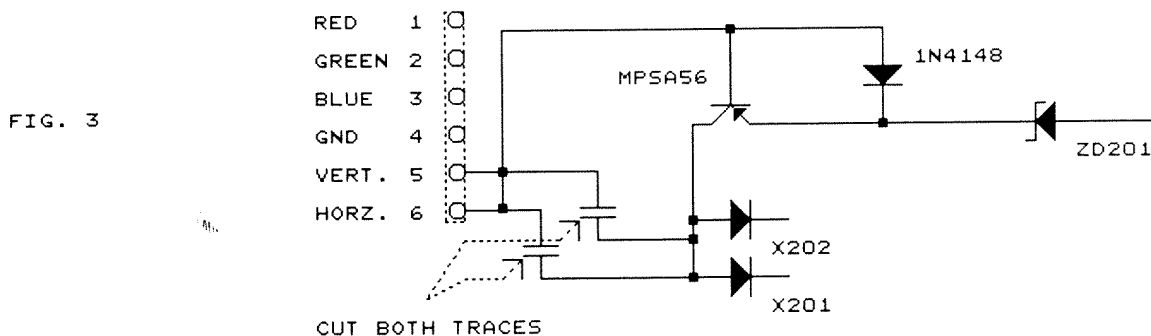 FIG. 3
RED 1
GREEN 2
BLUE 3
GND 4
VERT. 5
HORZ. 6
MPSA56
1N4148
ZD201
X202
X201
CUT BOTH TRACES